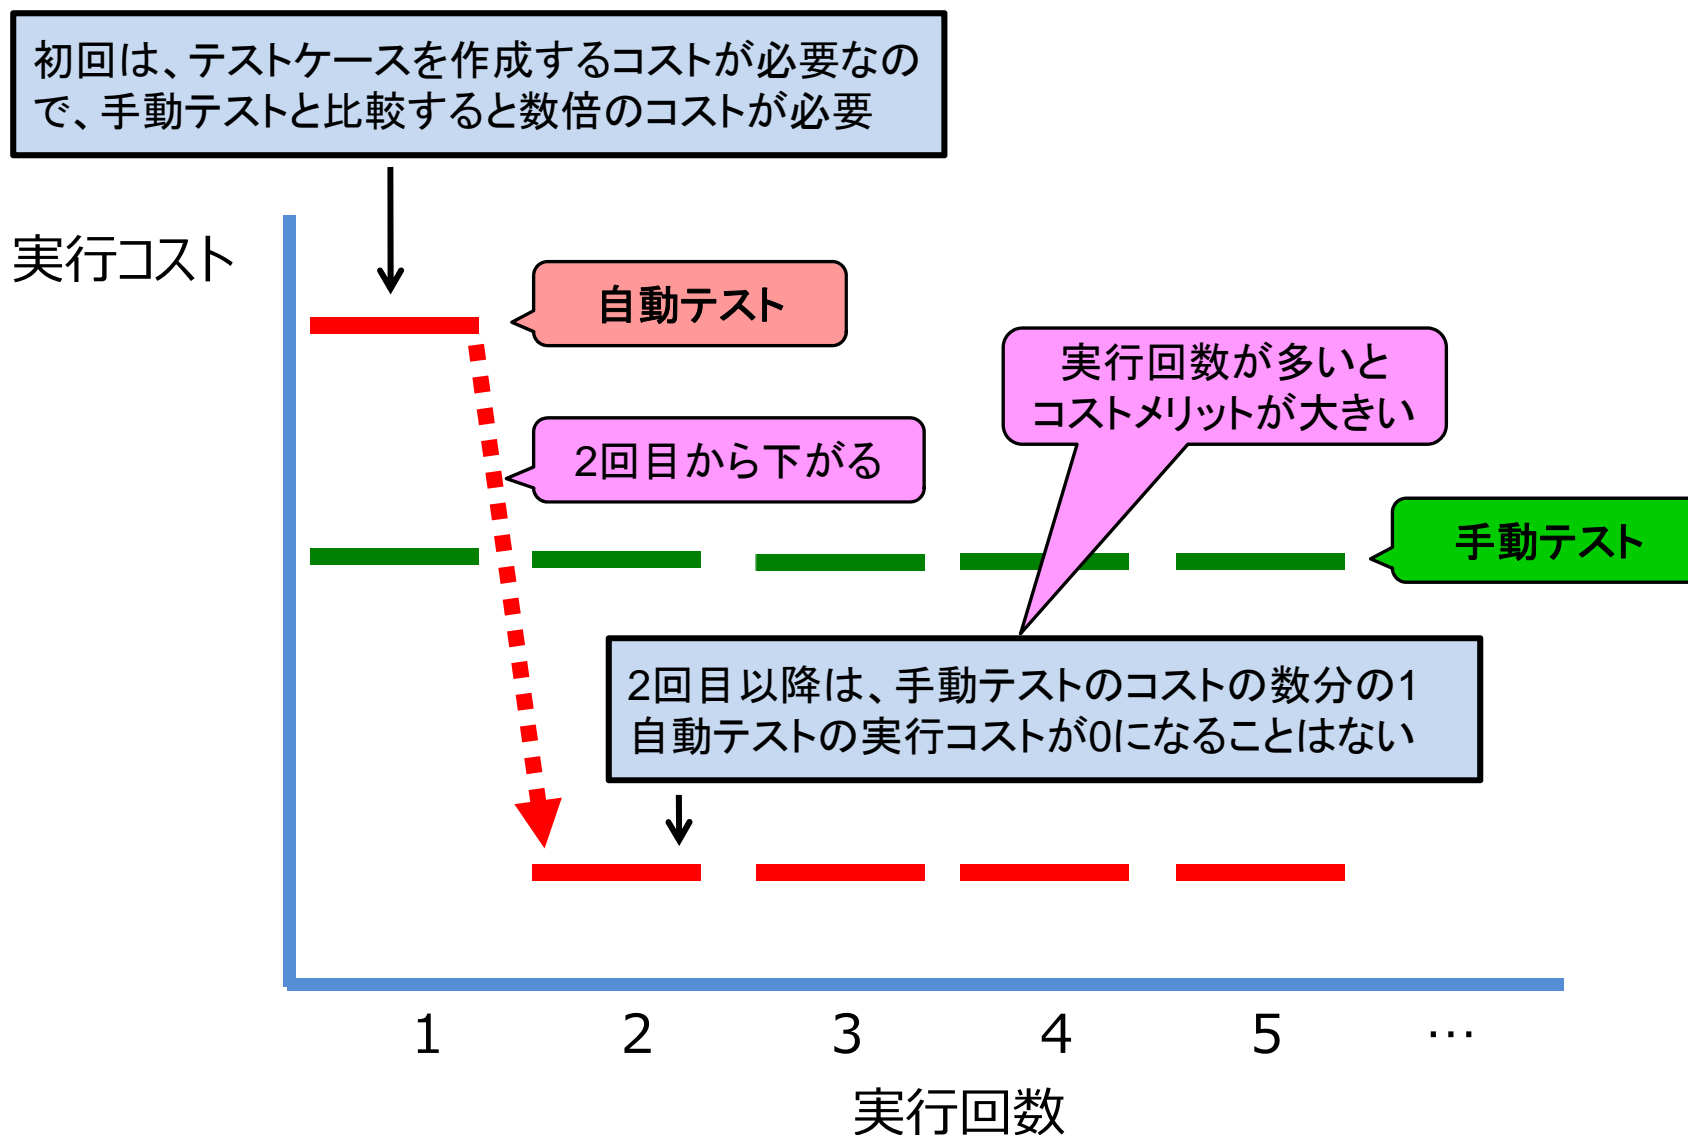 初回は、テストケースを作成するコストが必要なの
で、手動テストと比較すると数倍のコストが必要
実行コスト
自動テスト
実行回数が多いと
コストメリットが大きい
2回目から下がる
手動テスト
2回目以降は、手動テストのコストの数分の1
自動テストの実行コストが0になることはない
1 2 3 4 5 …
実行回数